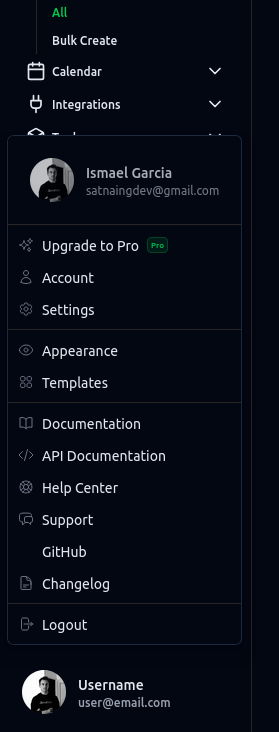 All
Bulk Create
Calendar
Integrations
Ismael Garcia
satnaingdev@gmail.com
Upgrade to Pro Pro
Account
Settings
Appearance
Templates
Documentation
API Documentation
Help Center
Support
GitHub
Changelog
Logout
Username
user@email.com